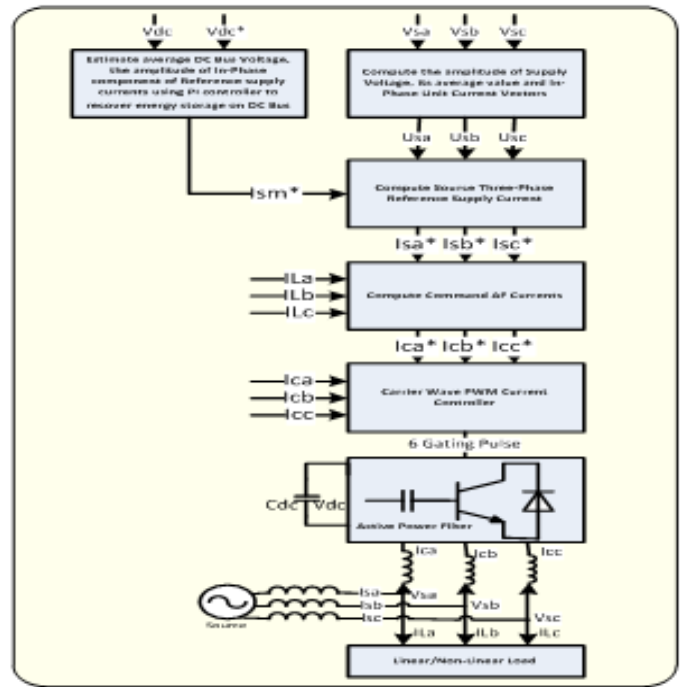 Vdc Vdc*
Vsa Vsb Vsc
Estimate average DC Bus Voltage,
the amplitude of In-Phase
component of Reference supply
currents using PI controller to
recover energy storage on DC Bus
Compute the amplitude of Supply
Voltage, its average value and In-
Phase Unit Current Vectors
Usa Usb Usc
Ism*
Compute Source Three-Phase
Reference Supply Current
Isa* Isb* Isc*
ILa
ILb
ILc
Compute Command AF Currents
Ica* Icb* Icc*
Ica
Icb
Icc
Carrier Wave PWM Current
Controller
6 Gating Pulse
Cdc Vdc
Active Power Filter
Ica Icb Icc
Isa Vsa
Isb Vsb
Isc Vsc
Source
ILa ILb ILc
Linear/Non-Linear Load